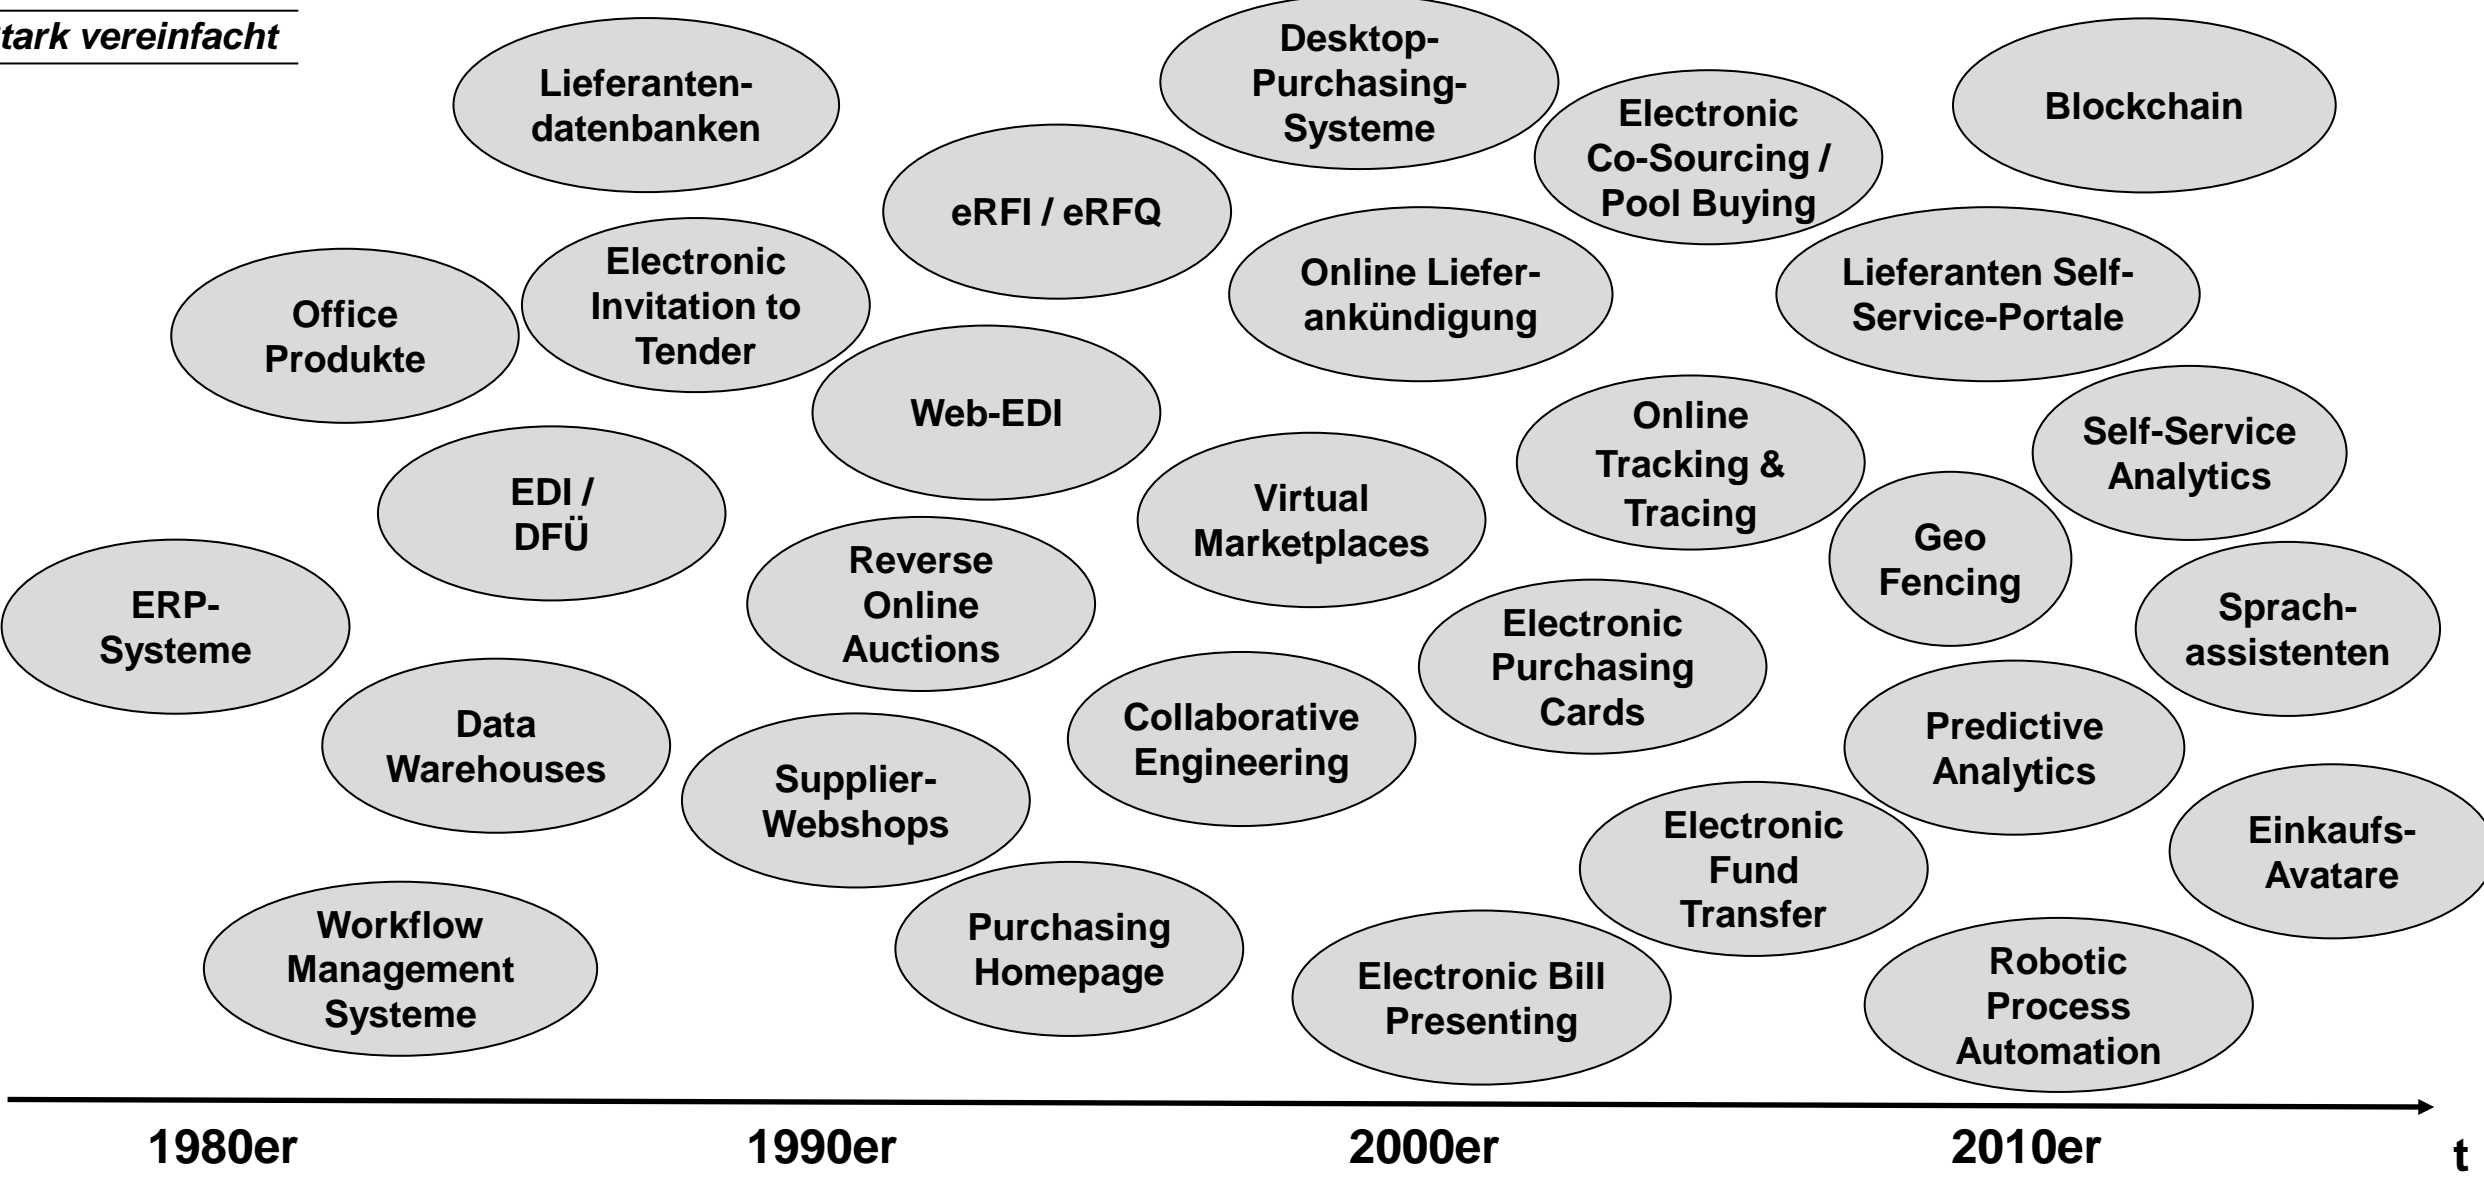 tark vereinfacht
Lieferanten-
datenbanken
Desktop-
Purchasing-
Systeme
Electronic
Co-Sourcing /
Pool Buying
Blockchain
eRFI / eRFQ
Office
Produkte
Electronic
Invitation to
Tender
Online Liefer-
ankündigung
Lieferanten Self-
Service-Portale
Web-EDI
EDI /
DFÜ
Virtual
Marketplaces
Online
Tracking &
Tracing
Self-Service
Analytics
Geo
Fencing
ERP-
Systeme
Reverse
Online
Auctions
Electronic
Purchasing
Cards
Sprach-
assistenten
Data
Warehouses
Supplier-
Webshops
Collaborative
Engineering
Predictive
Analytics
Electronic
Fund
Transfer
Einkaufs-
Avatare
Workflow
Management
Systeme
Purchasing
Homepage
Electronic Bill
Presenting
Robotic
Process
Automation
1980er
1990er
2000er
2010er
t